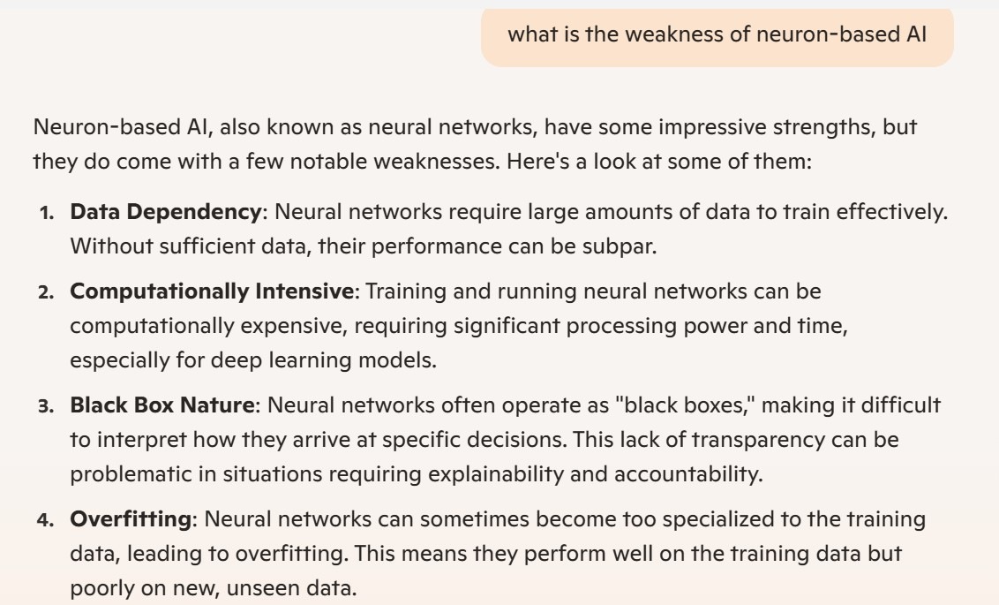 what is the weakness of neuron-based AI
Neuron-based AI, also known as neural networks, have some impressive strengths, but
they do come with a few notable weaknesses. Here's a look at some of them:
1. Data Dependency: Neural networks require large amounts of data to train effectively.
Without sufficient data, their performance can be subpar.
2. Computationally Intensive: Training and running neural networks can be
computationally expensive, requiring significant processing power and time,
especially for deep learning models.
3. Black Box Nature: Neural networks often operate as "black boxes," making it difficult
to interpret how they arrive at specific decisions. This lack of transparency can be
problematic in situations requiring explainability and accountability.
4. Overfitting: Neural networks can sometimes become too specialized to the training
data, leading to overfitting. This means they perform well on the training data but
poorly on new, unseen data.